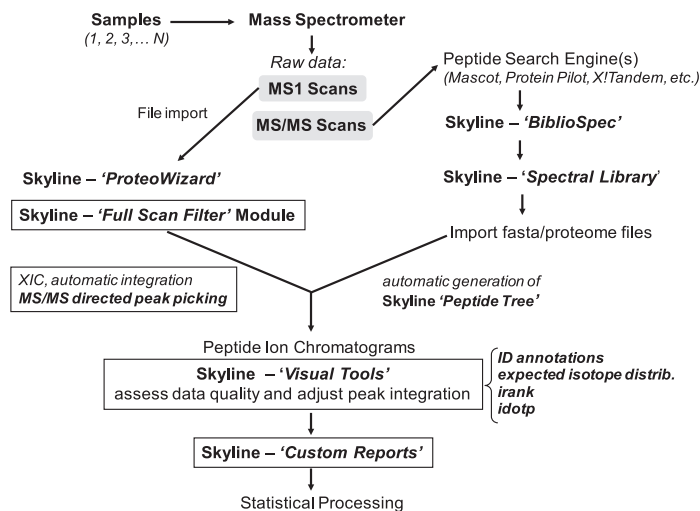 Samples
(1, 2, 3,... N)
Mass Spectrometer
Raw data:
MS1 Scans
MS/MS Scans
File import
Peptide Search Engine(s)
(Mascot, Protein Pilot, X!Tandem, etc.)
Skyline – ‘BiblioSpec’
Skyline – ‘Spectral Library’
Import fasta/proteome files
Skyline – ‘ProteoWizard’
Skyline – ‘Full Scan Filter’ Module
XIC, automatic integration
MS/MS directed peak picking
automatic generation of
Skyline ‘Peptide Tree’
Peptide Ion Chromatograms
Skyline – ‘Visual Tools’
assess data quality and adjust peak integration
ID annotations
expected isotope distrib.
irank
idotp
Skyline – ‘Custom Reports’
Statistical Processing